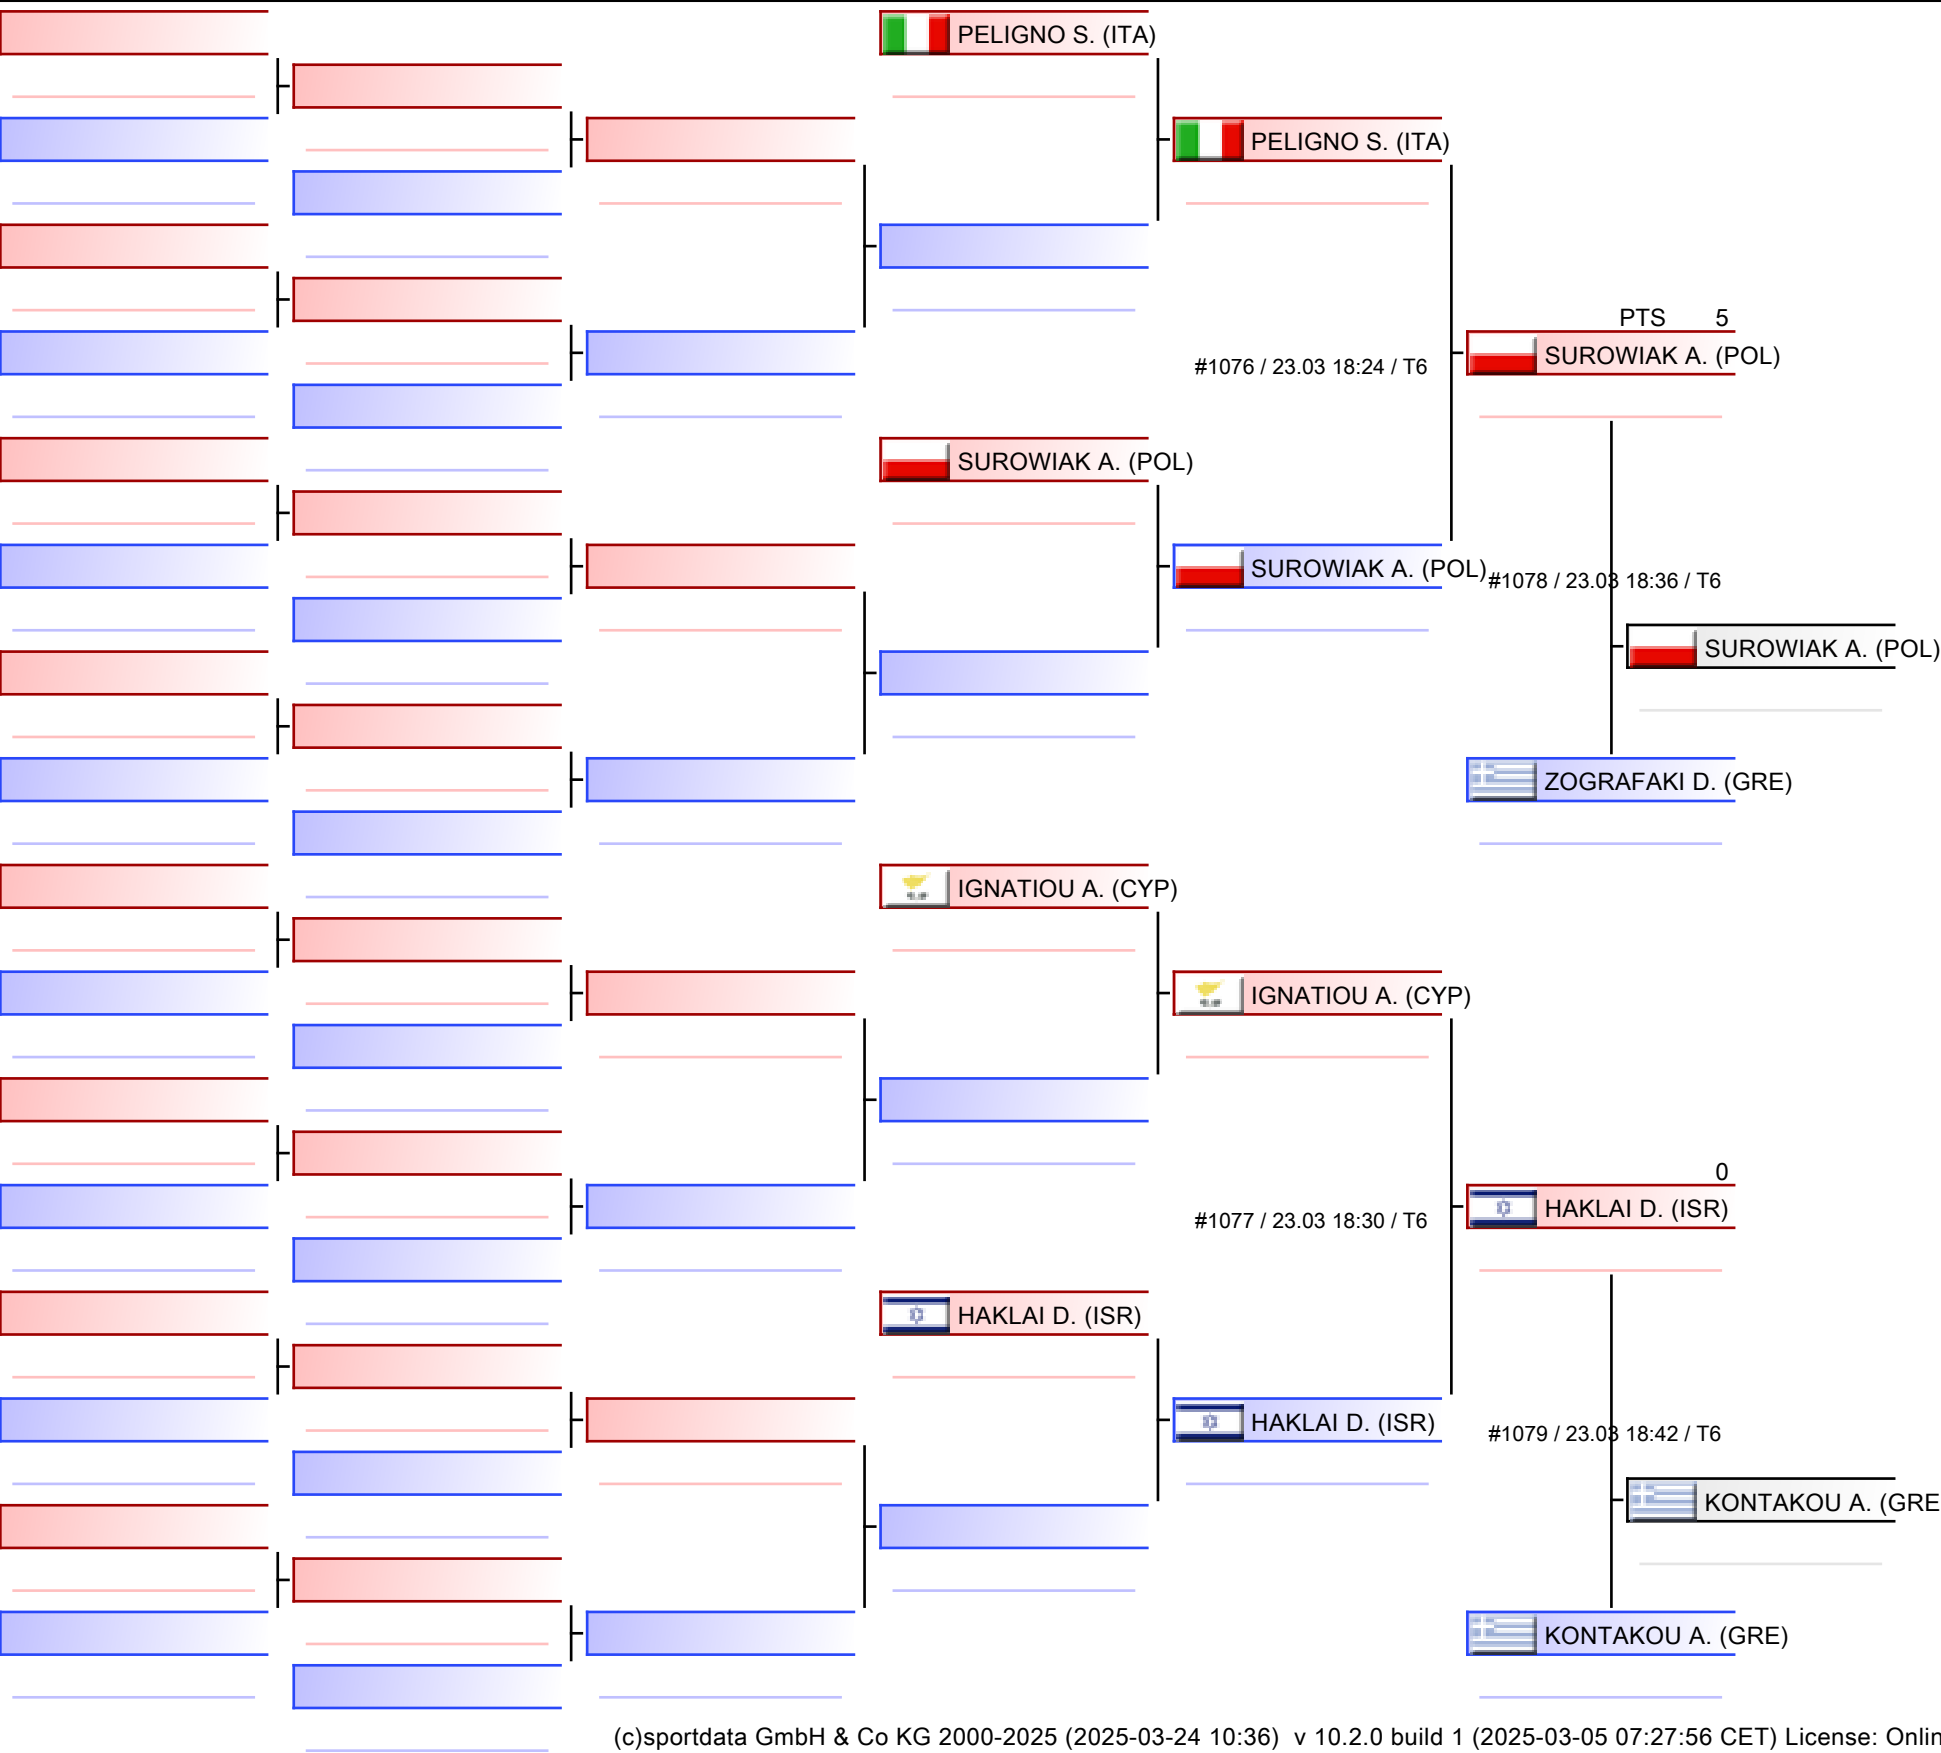 PELIGNO S. (ITA)
PELIGNO S. (ITA)
PTS 5
SUROWIAK A. (POL)
#1076 / 23.03 18:24 / T6
SUROWIAK A. (POL)
SUROWIAK A. (POL)
#1078 / 23.03 18:36 / T6
SUROWIAK A. (POL)
ZOGRAFAKI D. (GRE)
IGNATIOU A. (CYP)
IGNATIOU A. (CYP)
0
HAKLAI D. (ISR)
#1077 / 23.03 18:30 / T6
HAKLAI D. (ISR)
HAKLAI D. (ISR)
#1079 / 23.03 18:42 / T6
KONTAKOU A. (GRE
KONTAKOU A. (GRE)
(c)sportdata GmbH & Co KG 2000-2025 (2025-03-24 10:36) v 10.2.0 build 1 (2025-03-05 07:27:56 CET) License: Onlin